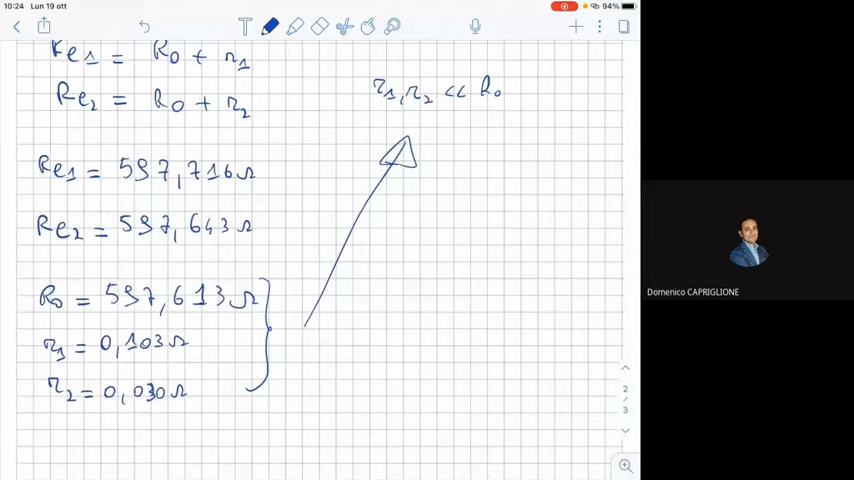 10:24 Lun 19 ott
94%
Re1 = R0 + r1
Re2 = R0 + r2
r1, r2 << R0
Re1 = 597,716 Ω
Re2 = 597,643 Ω
R0 = 597,613 Ω
r1 = 0,103 Ω
r2 = 0,030 Ω
Domenico CAPRIGLIONE
2
3